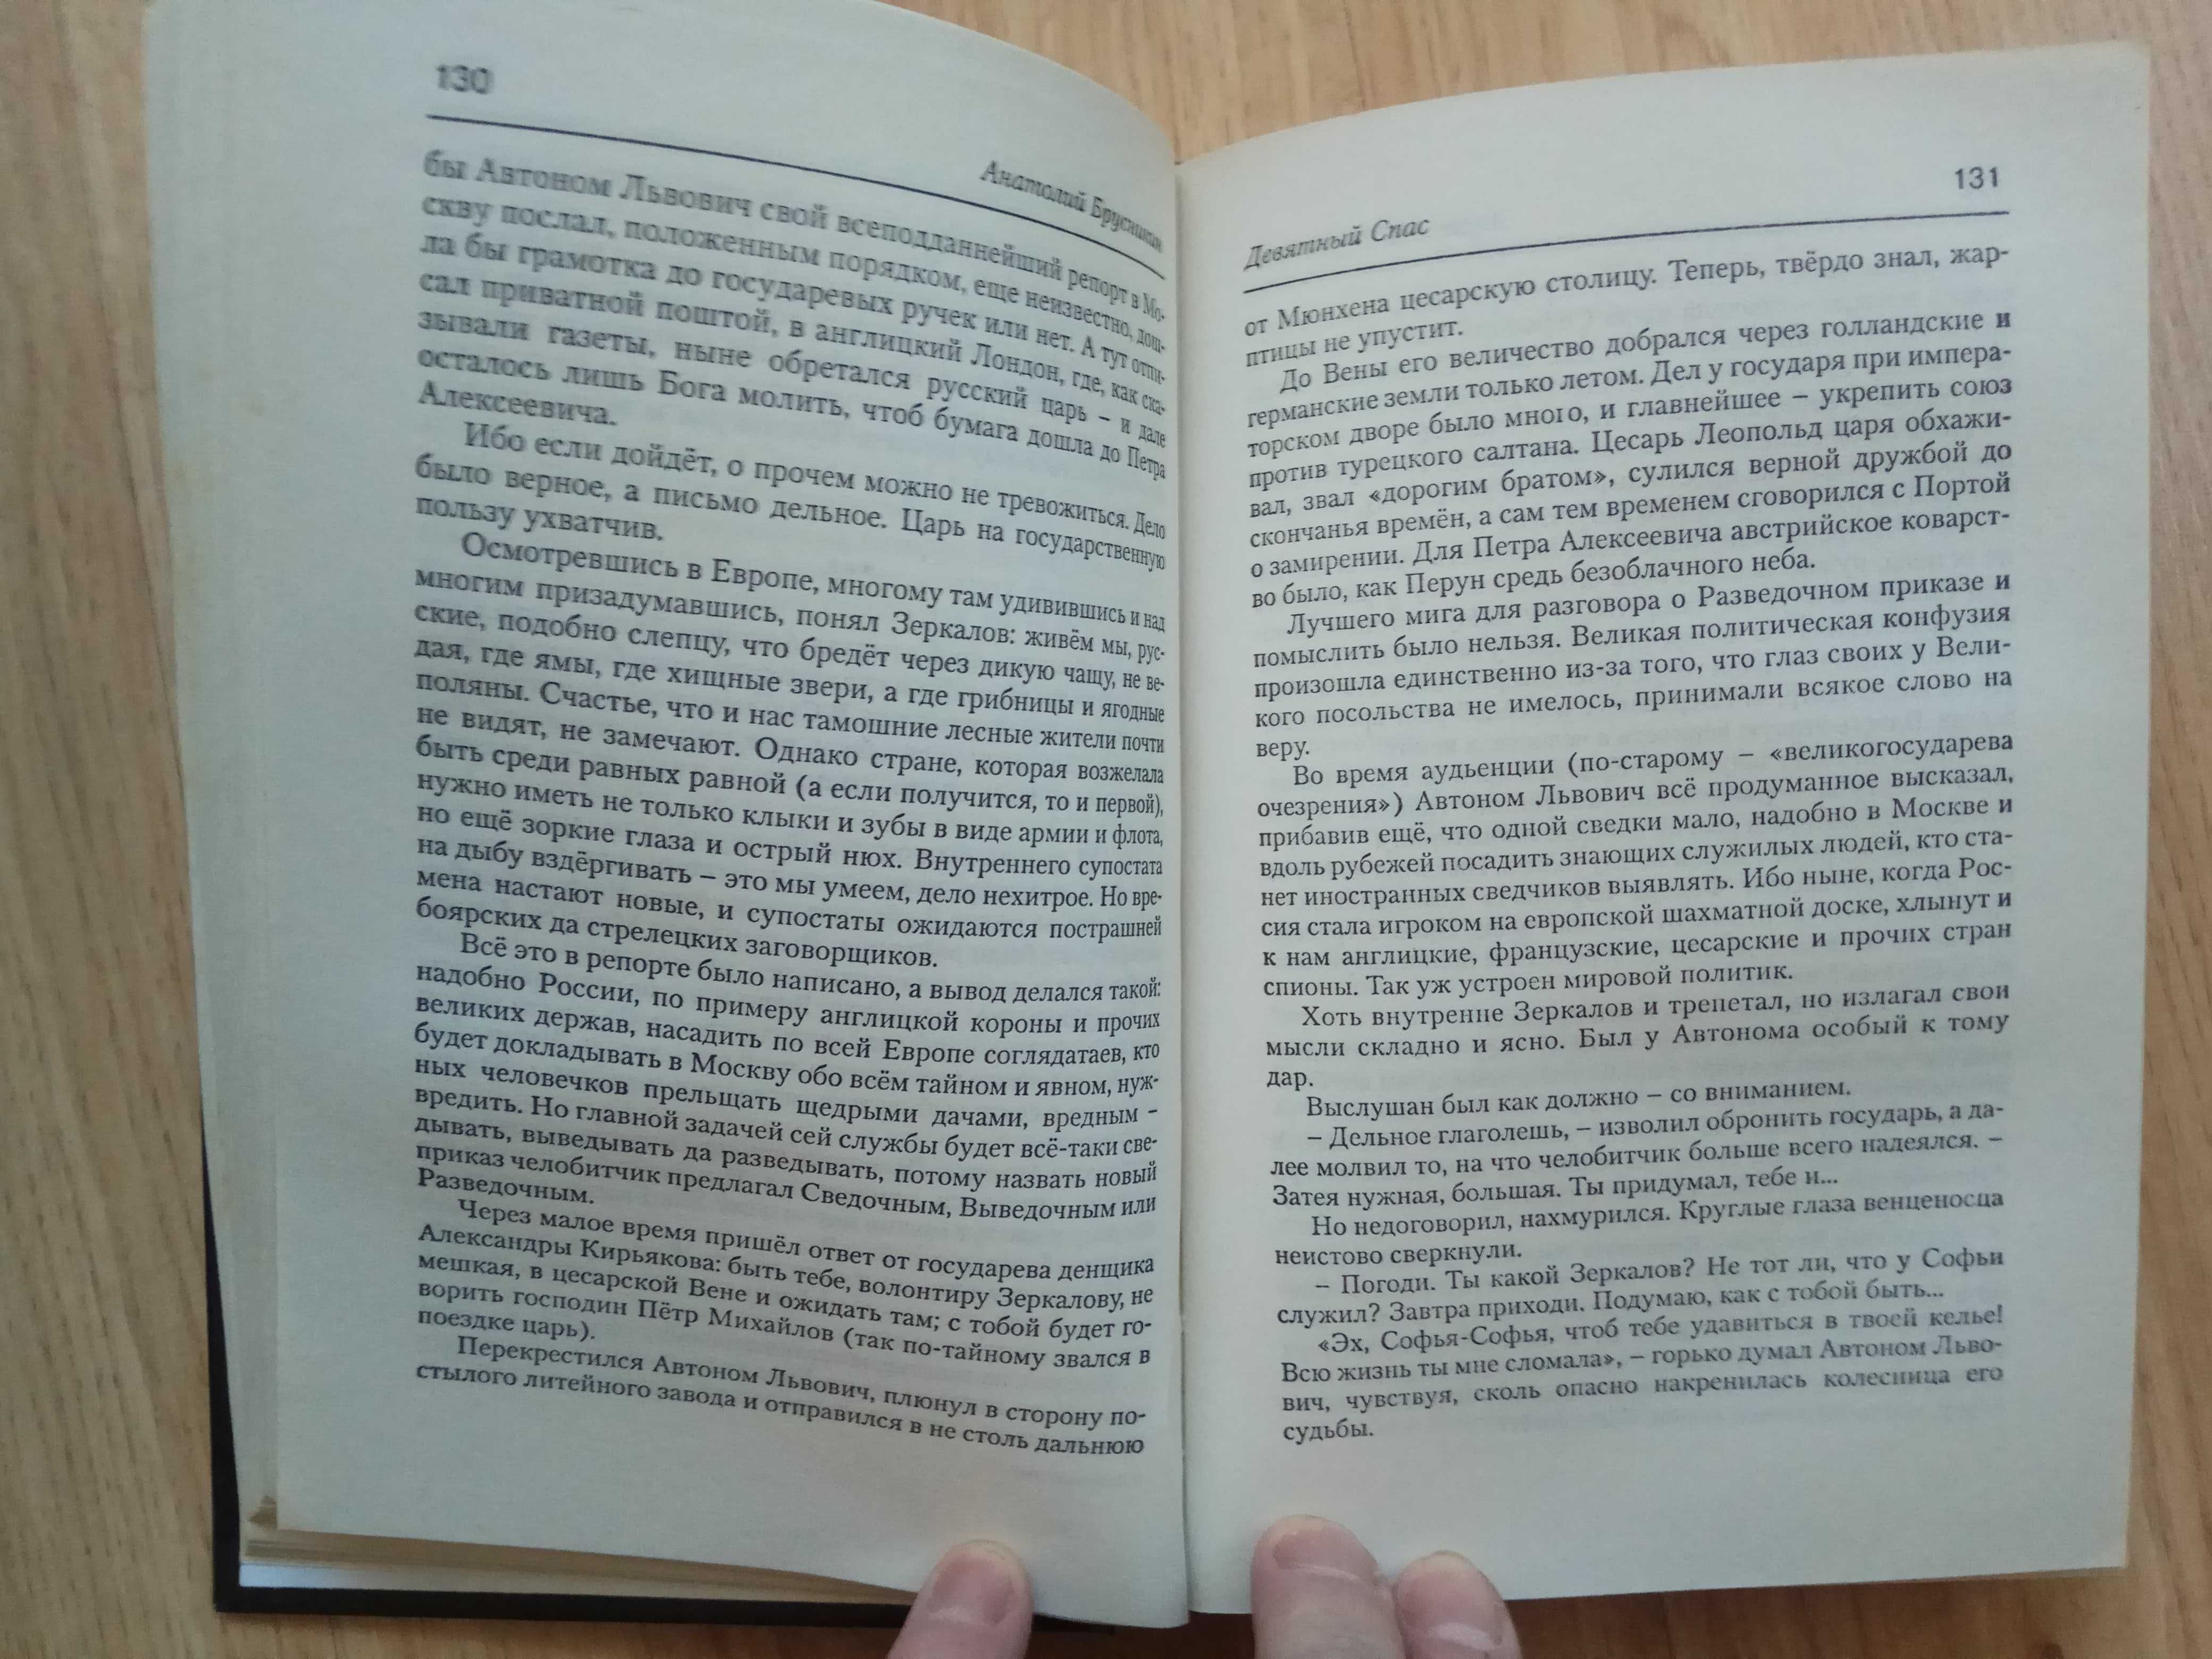 130
Анатолий Брусникин
бы Автоном Львович свой всеподданнейший репорт в Мо-
скву послал, положенным порядком, еще неизвестно, дош-
ла бы грамотка до государевых ручек или нет. А тут отпи-
сал приватной поштой, в англицкий Лондон, где, как ска-
зывали газеты, ныне обретался русский царь – и дале
осталось лишь Бога молить, чтоб бумага дошла до Петра
Алексеевича.
Ибо если дойдёт, о прочем можно не тревожиться. Дело
было верное, а письмо дельное. Царь на государственную
пользу ухватчив.
Осмотревшись в Европе, многому там удивившись и над
многим призадумавшись, понял Зеркалов: живём мы, рус-
ские, подобно слепцу, что бредёт через дикую чащу, не ве-
дая, где ямы, где хищные звери, а где грибницы и ягодные
поляны. Счастье, что и нас тамошние лесные жители почти
не видят, не замечают. Однако стране, которая возжелала
быть среди равных равной (а если получится, то и первой),
нужно иметь не только клыки и зубы в виде армии и флота,
но ещё зоркие глаза и острый нюх. Внутреннего супостата
на дыбу вздёргивать – это мы умеем, дело нехитрое. Но вре-
мена настают новые, и супостаты ожидаются пострашней
боярских да стрелецких заговорщиков.
Всё это в репорте было написано, а вывод делался такой:
надобно России, по примеру англицкой короны и прочих
великих держав, насадить по всей Европе соглядатаев, кто
будет докладывать в Москву обо всём тайном и явном, нуж-
ных человечков прельщать щедрыми дачами, вредным –
вредить. Но главной задачей сей службы будет всё-таки све-
дывать, выведывать да разведывать, потому назвать новый
приказ челобитчик предлагал Сведочным, Выведочным или
Разведочным.
Через малое время пришёл ответ от государева денщика
Александры Кирьякова: быть тебе, волонтиру Зеркалову, не
мешкая, в цесарской Вене и ожидать там; с тобой будет го-
ворить господин Пётр Михайлов (так по-тайному звался в
поездке царь).
Перекрестился Автоном Львович, плюнул в сторону по-
стылого литейного завода и отправился в не столь дальнюю
131
Девятный Спас
от Мюнхена цесарскую столицу. Теперь, твёрдо знал, жар-
птицы не упустит.
До Вены его величество добрался через голландские и
германские земли только летом. Дел у государя при импера-
торском дворе было много, и главнейшее – укрепить союз
против турецкого салтана. Цесарь Леопольд царя обхажи-
вал, звал «дорогим братом», сулился верной дружбой до
скончанья времён, а сам тем временем сговорился с Портой
о замирении. Для Петра Алексеевича австрийское коварст-
во было, как Перун средь безоблачного неба.
Лучшего мига для разговора о Разведочном приказе и
помыслить было нельзя. Великая политическая конфузия
произошла единственно из-за того, что глаз своих у Вели-
кого посольства не имелось, принимали всякое слово на
веру.
Во время аудьенции (по-старому – «великогосударева
очезрения») Автоном Львович всё продуманное высказал,
прибавив ещё, что одной сведки мало, надобно в Москве и
вдоль рубежей посадить знающих служилых людей, кто ста-
нет иностранных сведчиков выявлять. Ибо ныне, когда Рос-
сия стала игроком на европской шахматной доске, хлынут и
к нам англицкие, французские, цесарские и прочих стран
спионы. Так уж устроен мировой политик.
Хоть внутренне Зеркалов и трепетал, но излагал свои
мысли складно и ясно. Был у Автонома особый к тому
дар.
Выслушан был как должно – со вниманием.
– Дельное глаголешь, – изволил обронить государь, а да-
лее молвил то, на что челобитчик больше всего надеялся. –
Затея нужная, большая. Ты придумал, тебе и...
Но недоговорил, нахмурился. Круглые глаза венценосца
неистово сверкнули.
– Погоди. Ты какой Зеркалов? Не тот ли, что у Софьи
служил? Завтра приходи. Подумаю, как с тобой быть...
«Эх, Софья-Софья, чтоб тебе удавиться в твоей келье!
Всю жизнь ты мне сломала», – горько думал Автоном Льво-
вич, чувствуя, сколь опасно накренилась колесница его
судьбы.